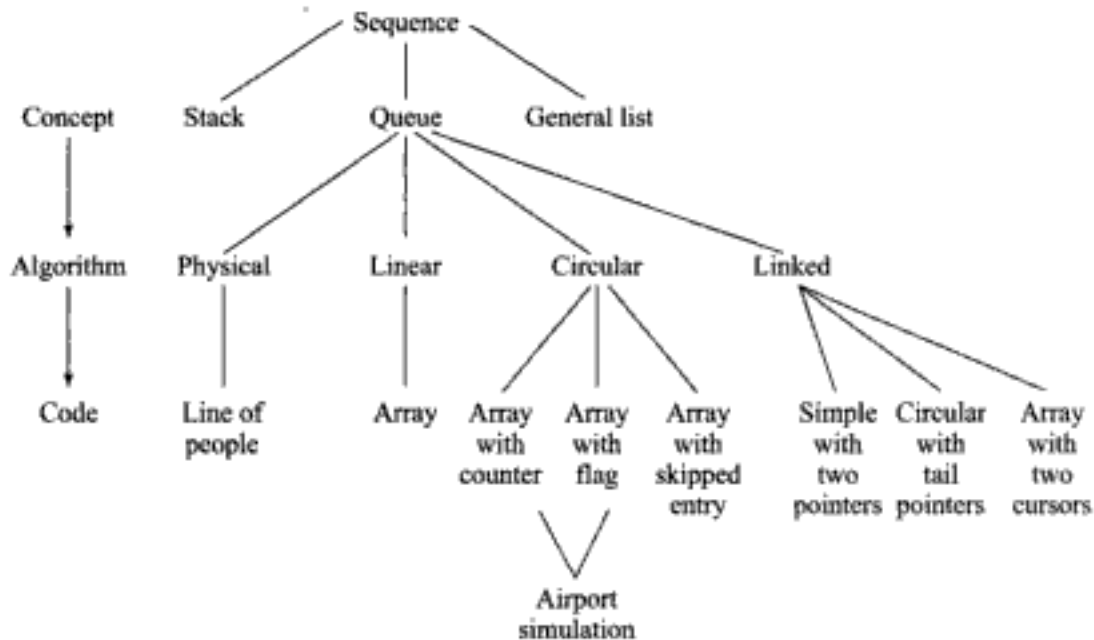 Sequence
Concept Stack Queue General list
Algorithm Physical Linear Circular Linked
Code Line of people Array Array with counter Array with flag Array with skipped entry Simple with two pointers Circular with tail pointers Array with two cursors
Airport
simulation